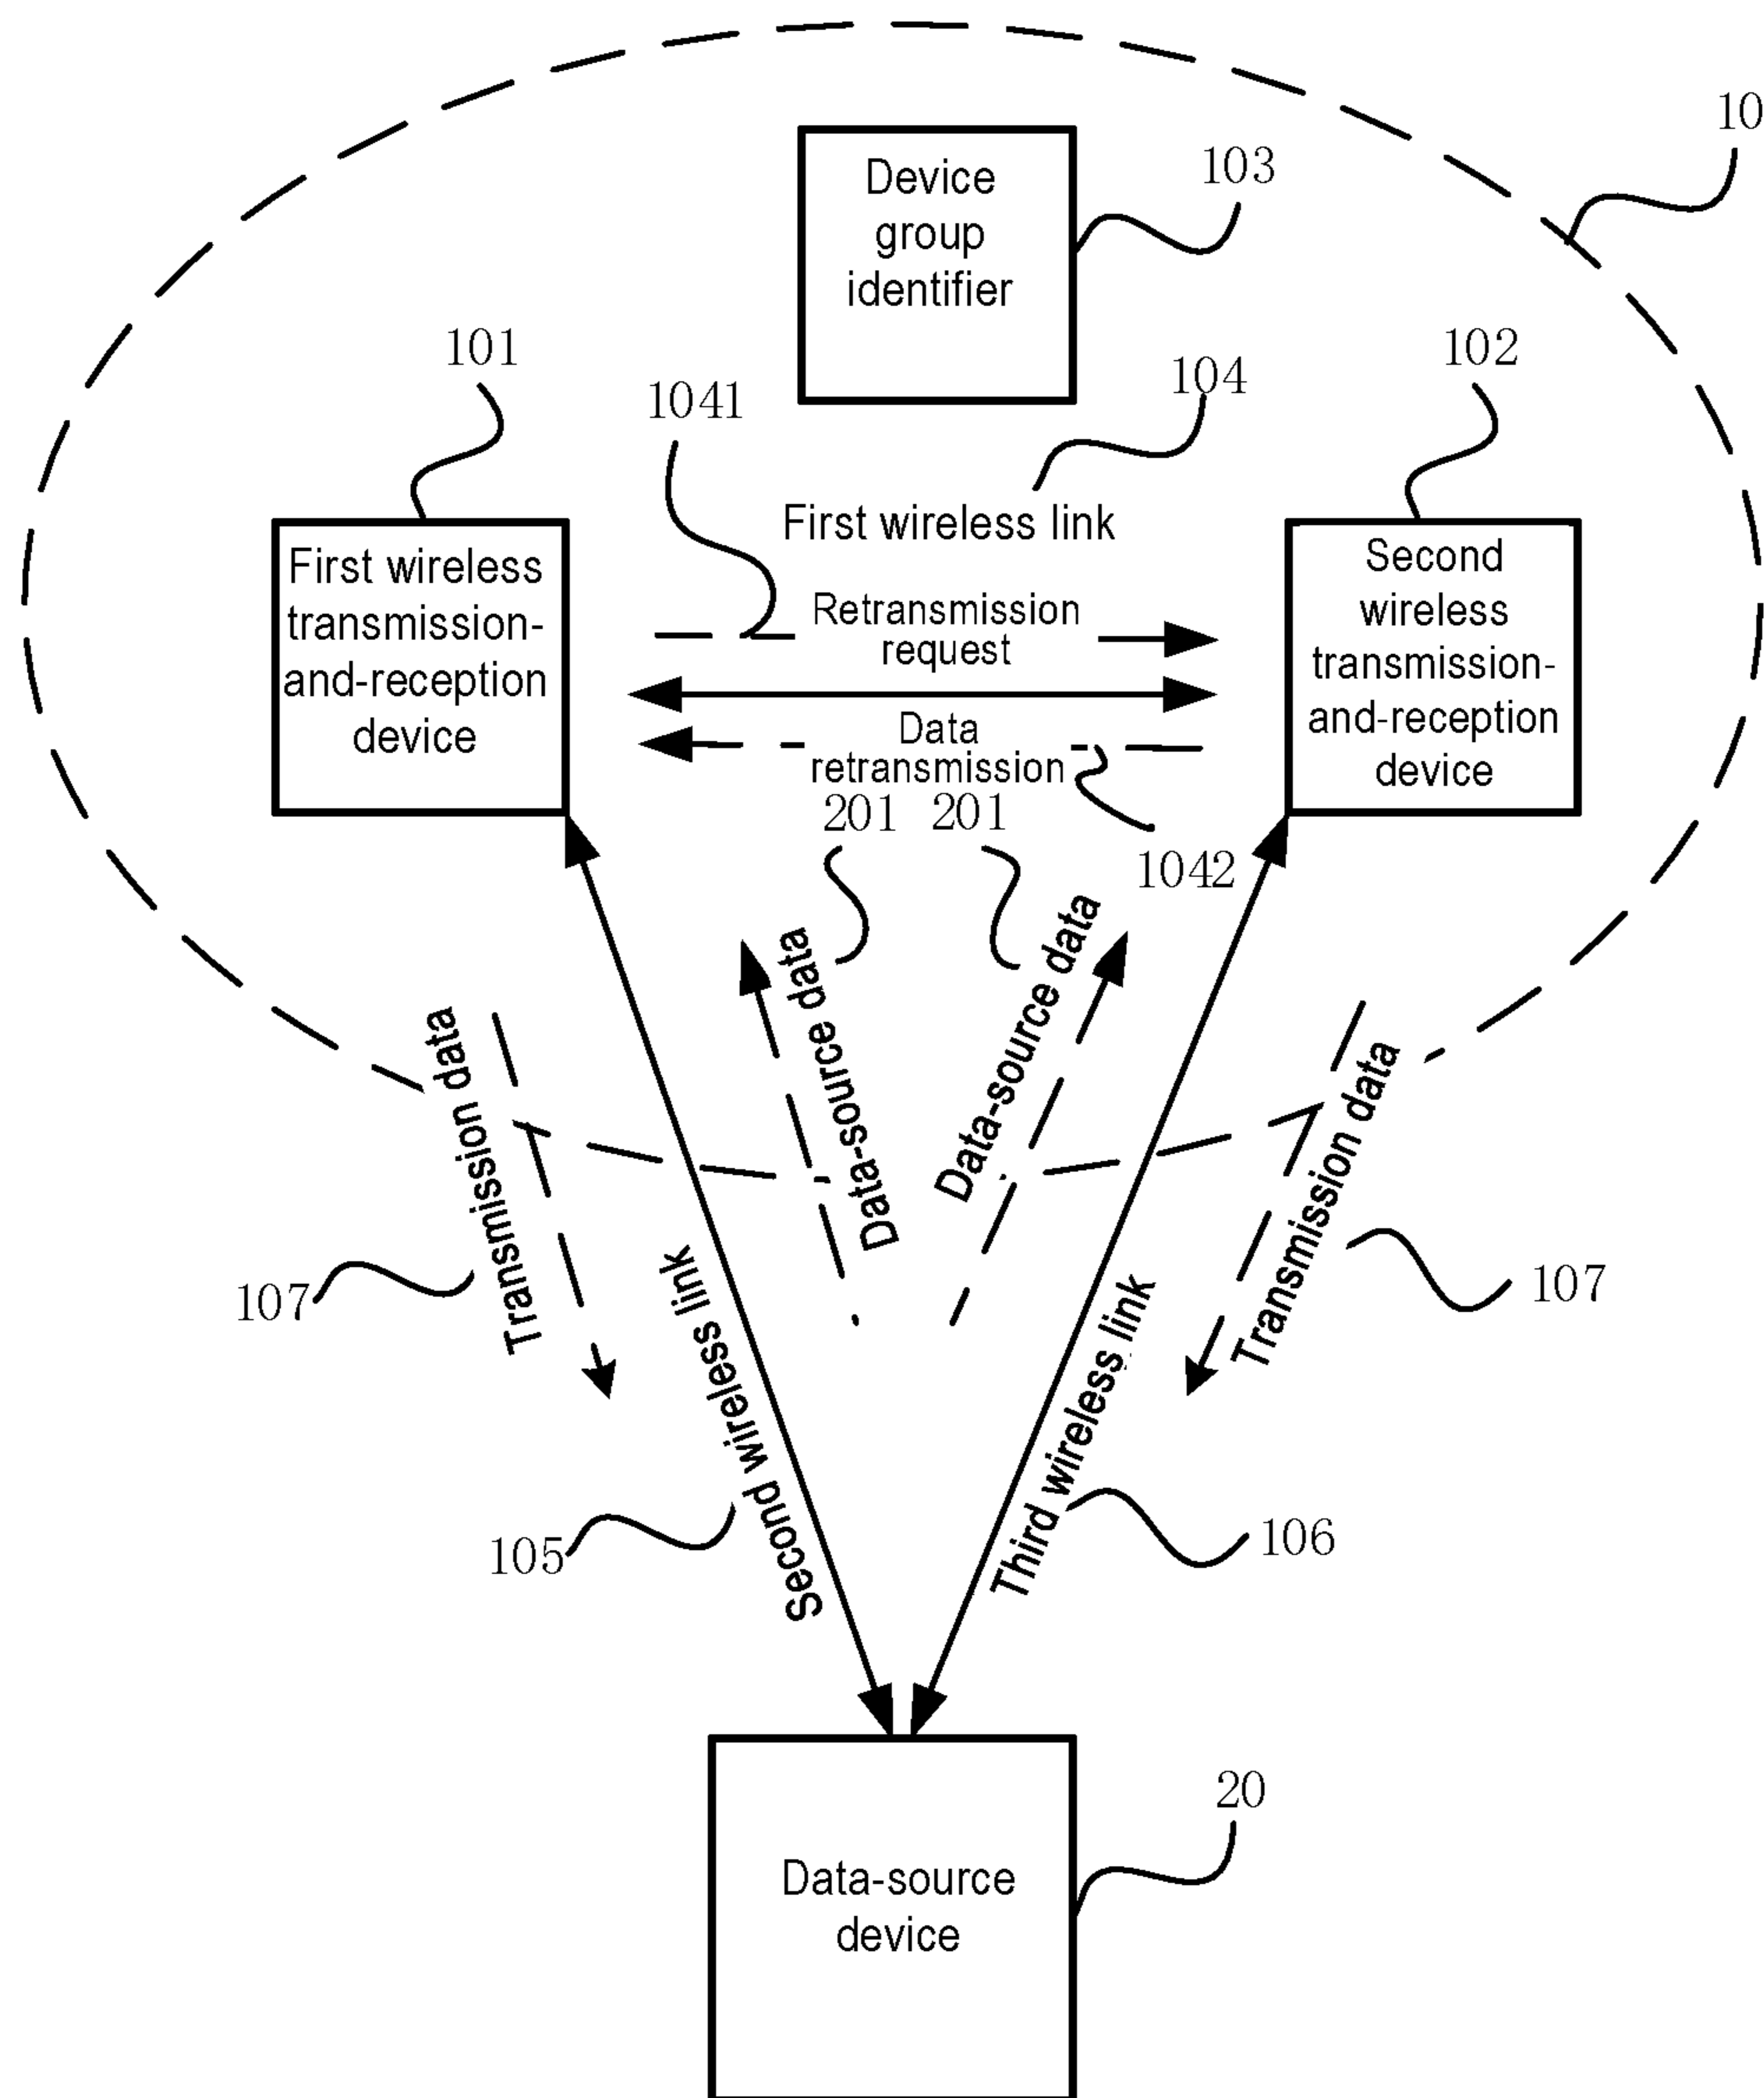 10
Device
group
identifier
103
101
102
1041
104
First wireless link
First wireless
transmission-
and-reception
device
Retransmission
request
Second
wireless
transmission-
and-reception
device
Data
retransmission
201
201
1042
Data-source data
Data-source data
Transmission data
Transmission data
107
107
Second wireless link
Third wireless link
105
106
20
Data-source
device